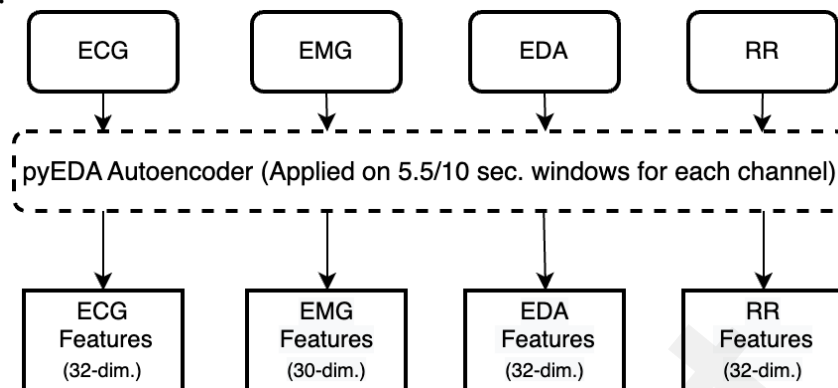 ECG EMG EDA RR
pyEDA Autoencoder (Applied on 5.5/10 sec. windows for each channel)
ECG EMG EDA RR
Features Features Features Features
(32-dim.) (30-dim.) (32-dim.) (32-dim.)